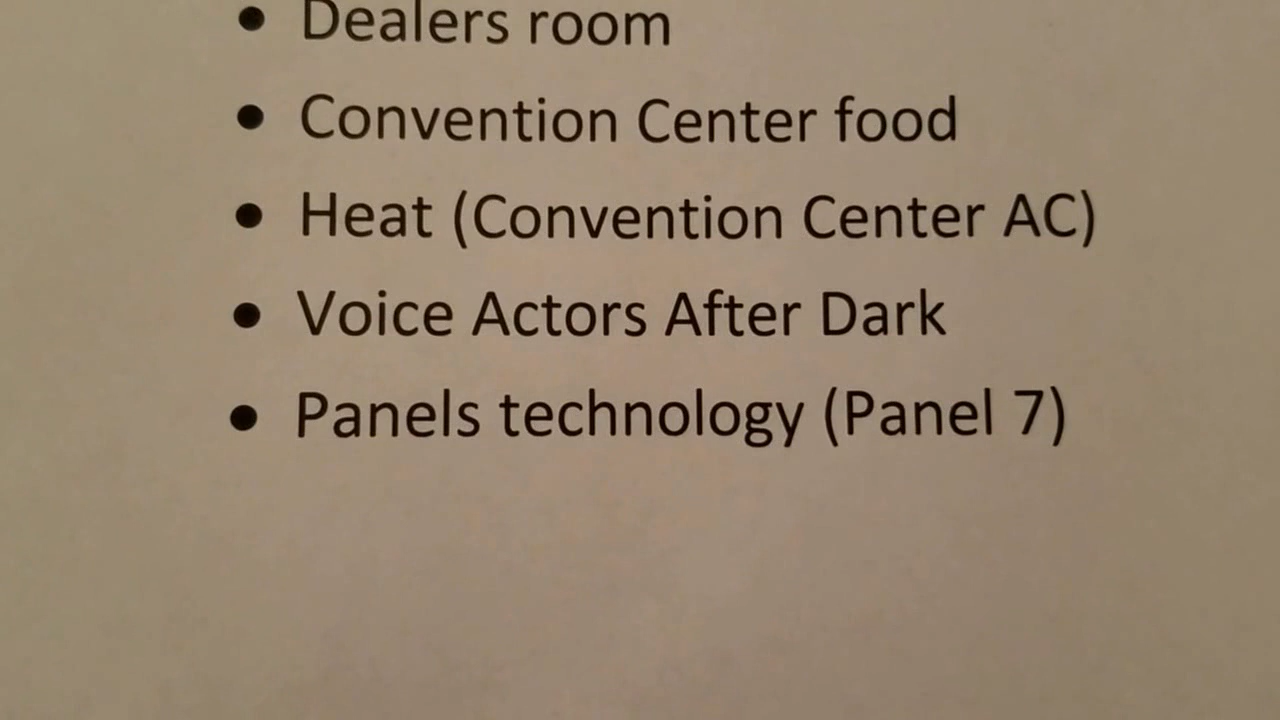 • Dealers room
• Convention Center food
• Heat (Convention Center AC)
• Voice Actors After Dark
• Panels technology (Panel 7)